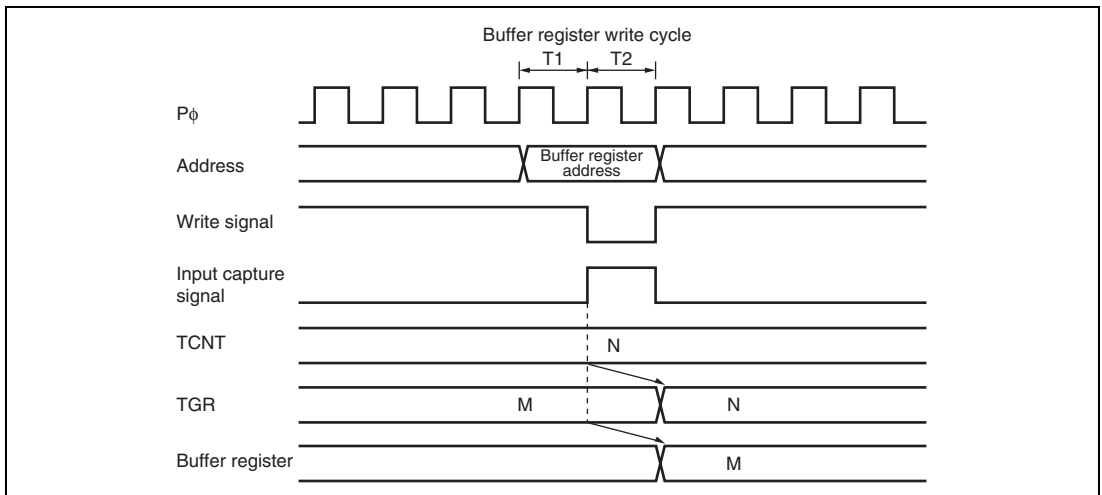 Buffer register write cycle
T1 T2
Pϕ
Address
Buffer register
address
Write signal
Input capture
signal
TCNT
N
TGR
M N
Buffer register
M